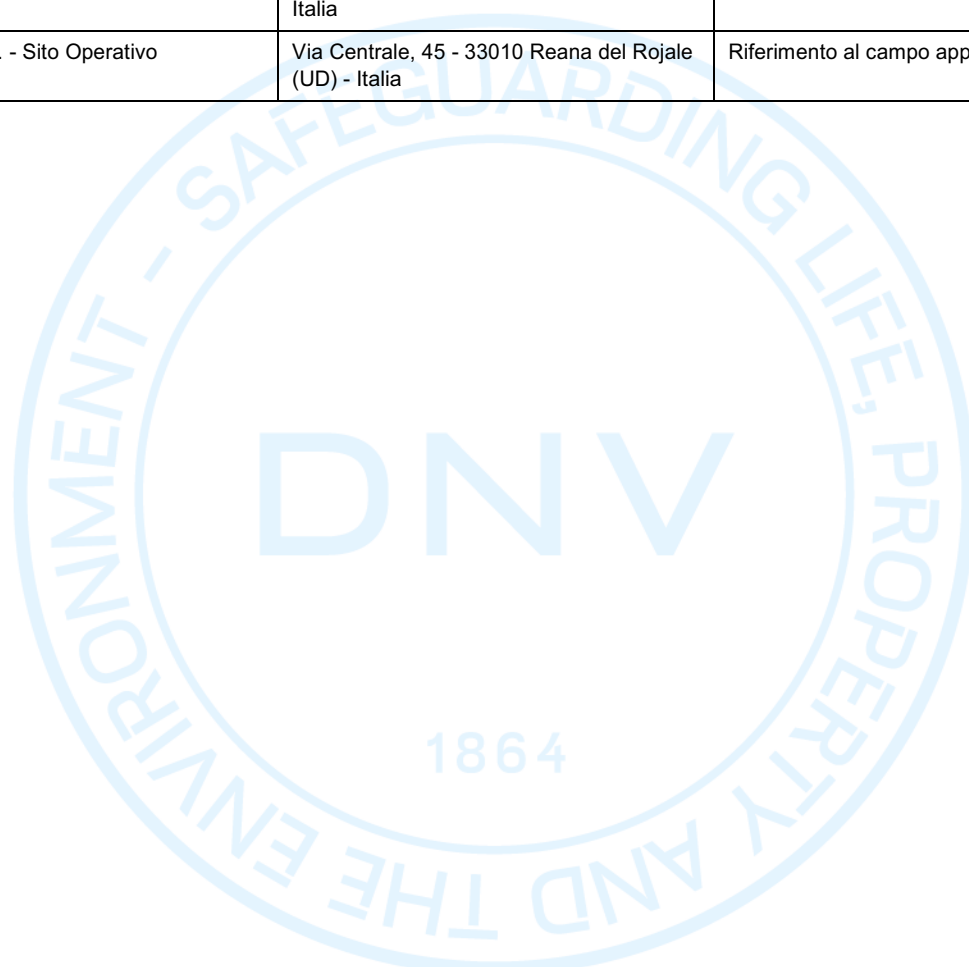 Italia
. - Sito Operativo
Via Centrale, 45 - 33010 Reana del Rojale
(UD) - Italia
Riferimento al campo app
SAFEGUARDING LIFE, PROPERTY AND THE ENVIRONMENT -
DNV
1864